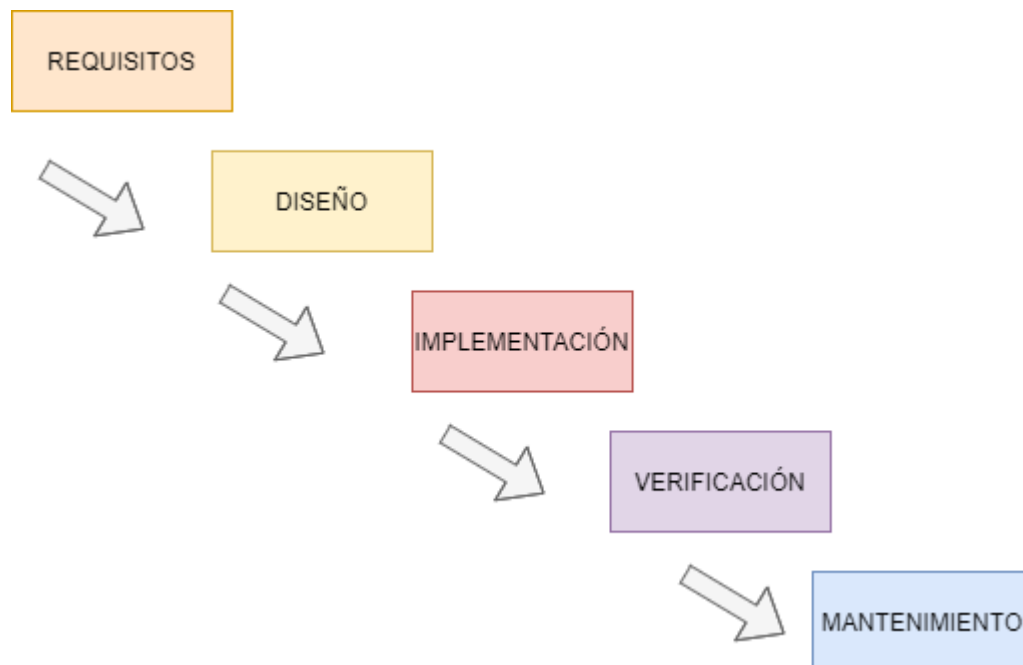 REQUISITOS
DISEÑO
IMPLEMENTACIÓN
VERIFICACIÓN
MANTENIMIENTO